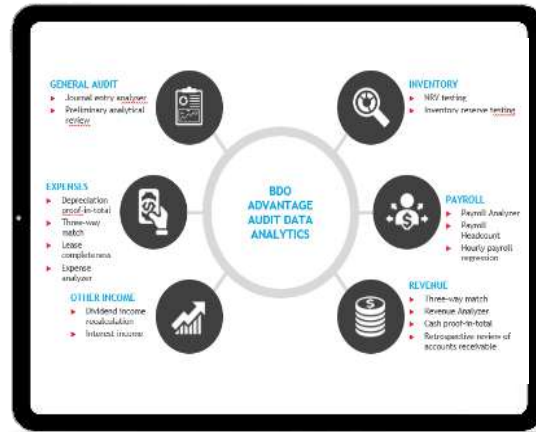 GENERAL AUDIT
Journal entry analyser
Preliminary analytical
review
INVENTORY
NRV testing
Inventory reserve testing
EXPENSES
Depreciation
proof-in-total
Three-way
match
Lease
completeness
Expense
analyzer
BDO
ADVANTAGE
AUDIT DATA
ANALYTICS
PAYROLL
Payroll Analyzer
Payroll
Headcount
Hourly payroll
regression
OTHER INCOME
Dividend income
recalculation
Interest income
REVENUE
Three-way match
Revenue Analyzer
Cash proof-in-total
Retrospective review of
accounts receivable